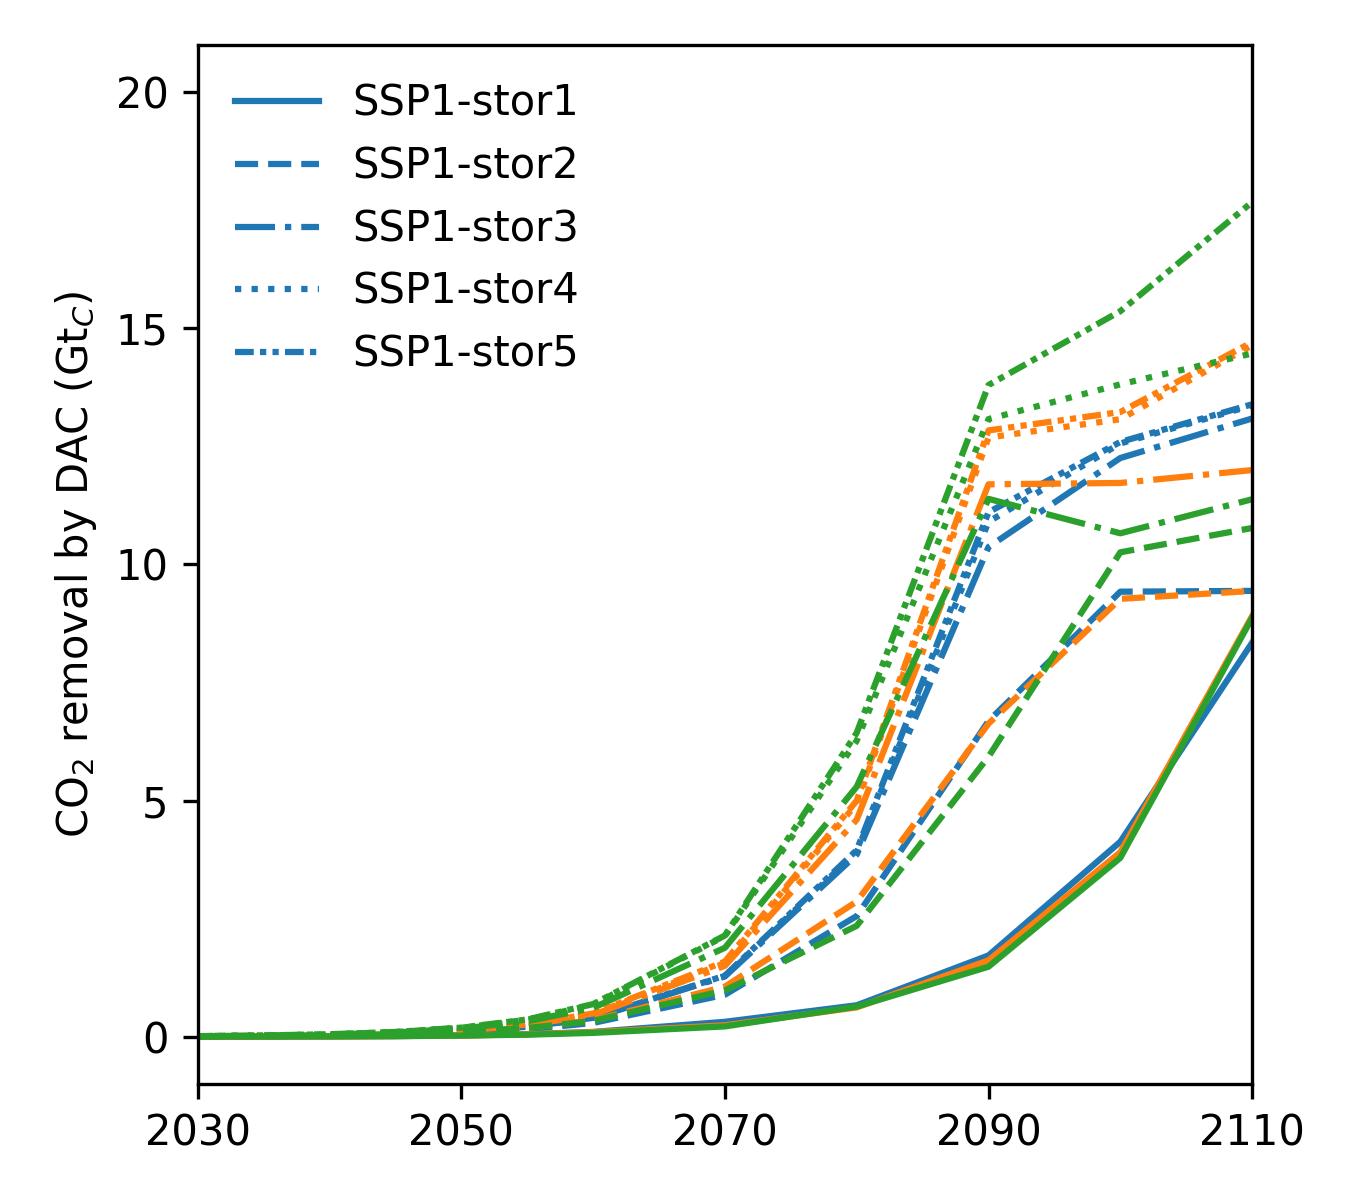 20
15
10
5
0
CO₂ removal by DAC (Gt_C)
SSP1-stor1
SSP1-stor2
SSP1-stor3
SSP1-stor4
SSP1-stor5
2030 2050 2070 2090 2110